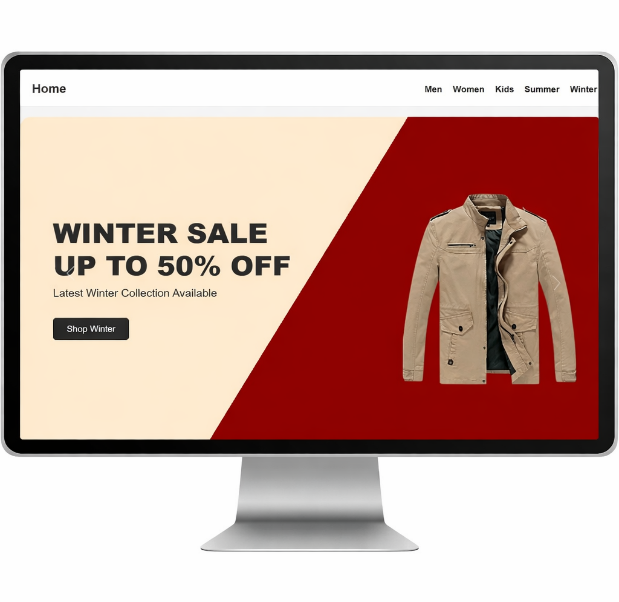 Home
Men Women Kids Summer Winter
WINTER SALE
UP TO 50% OFF
Latest Winter Collection Available
Shop Winter